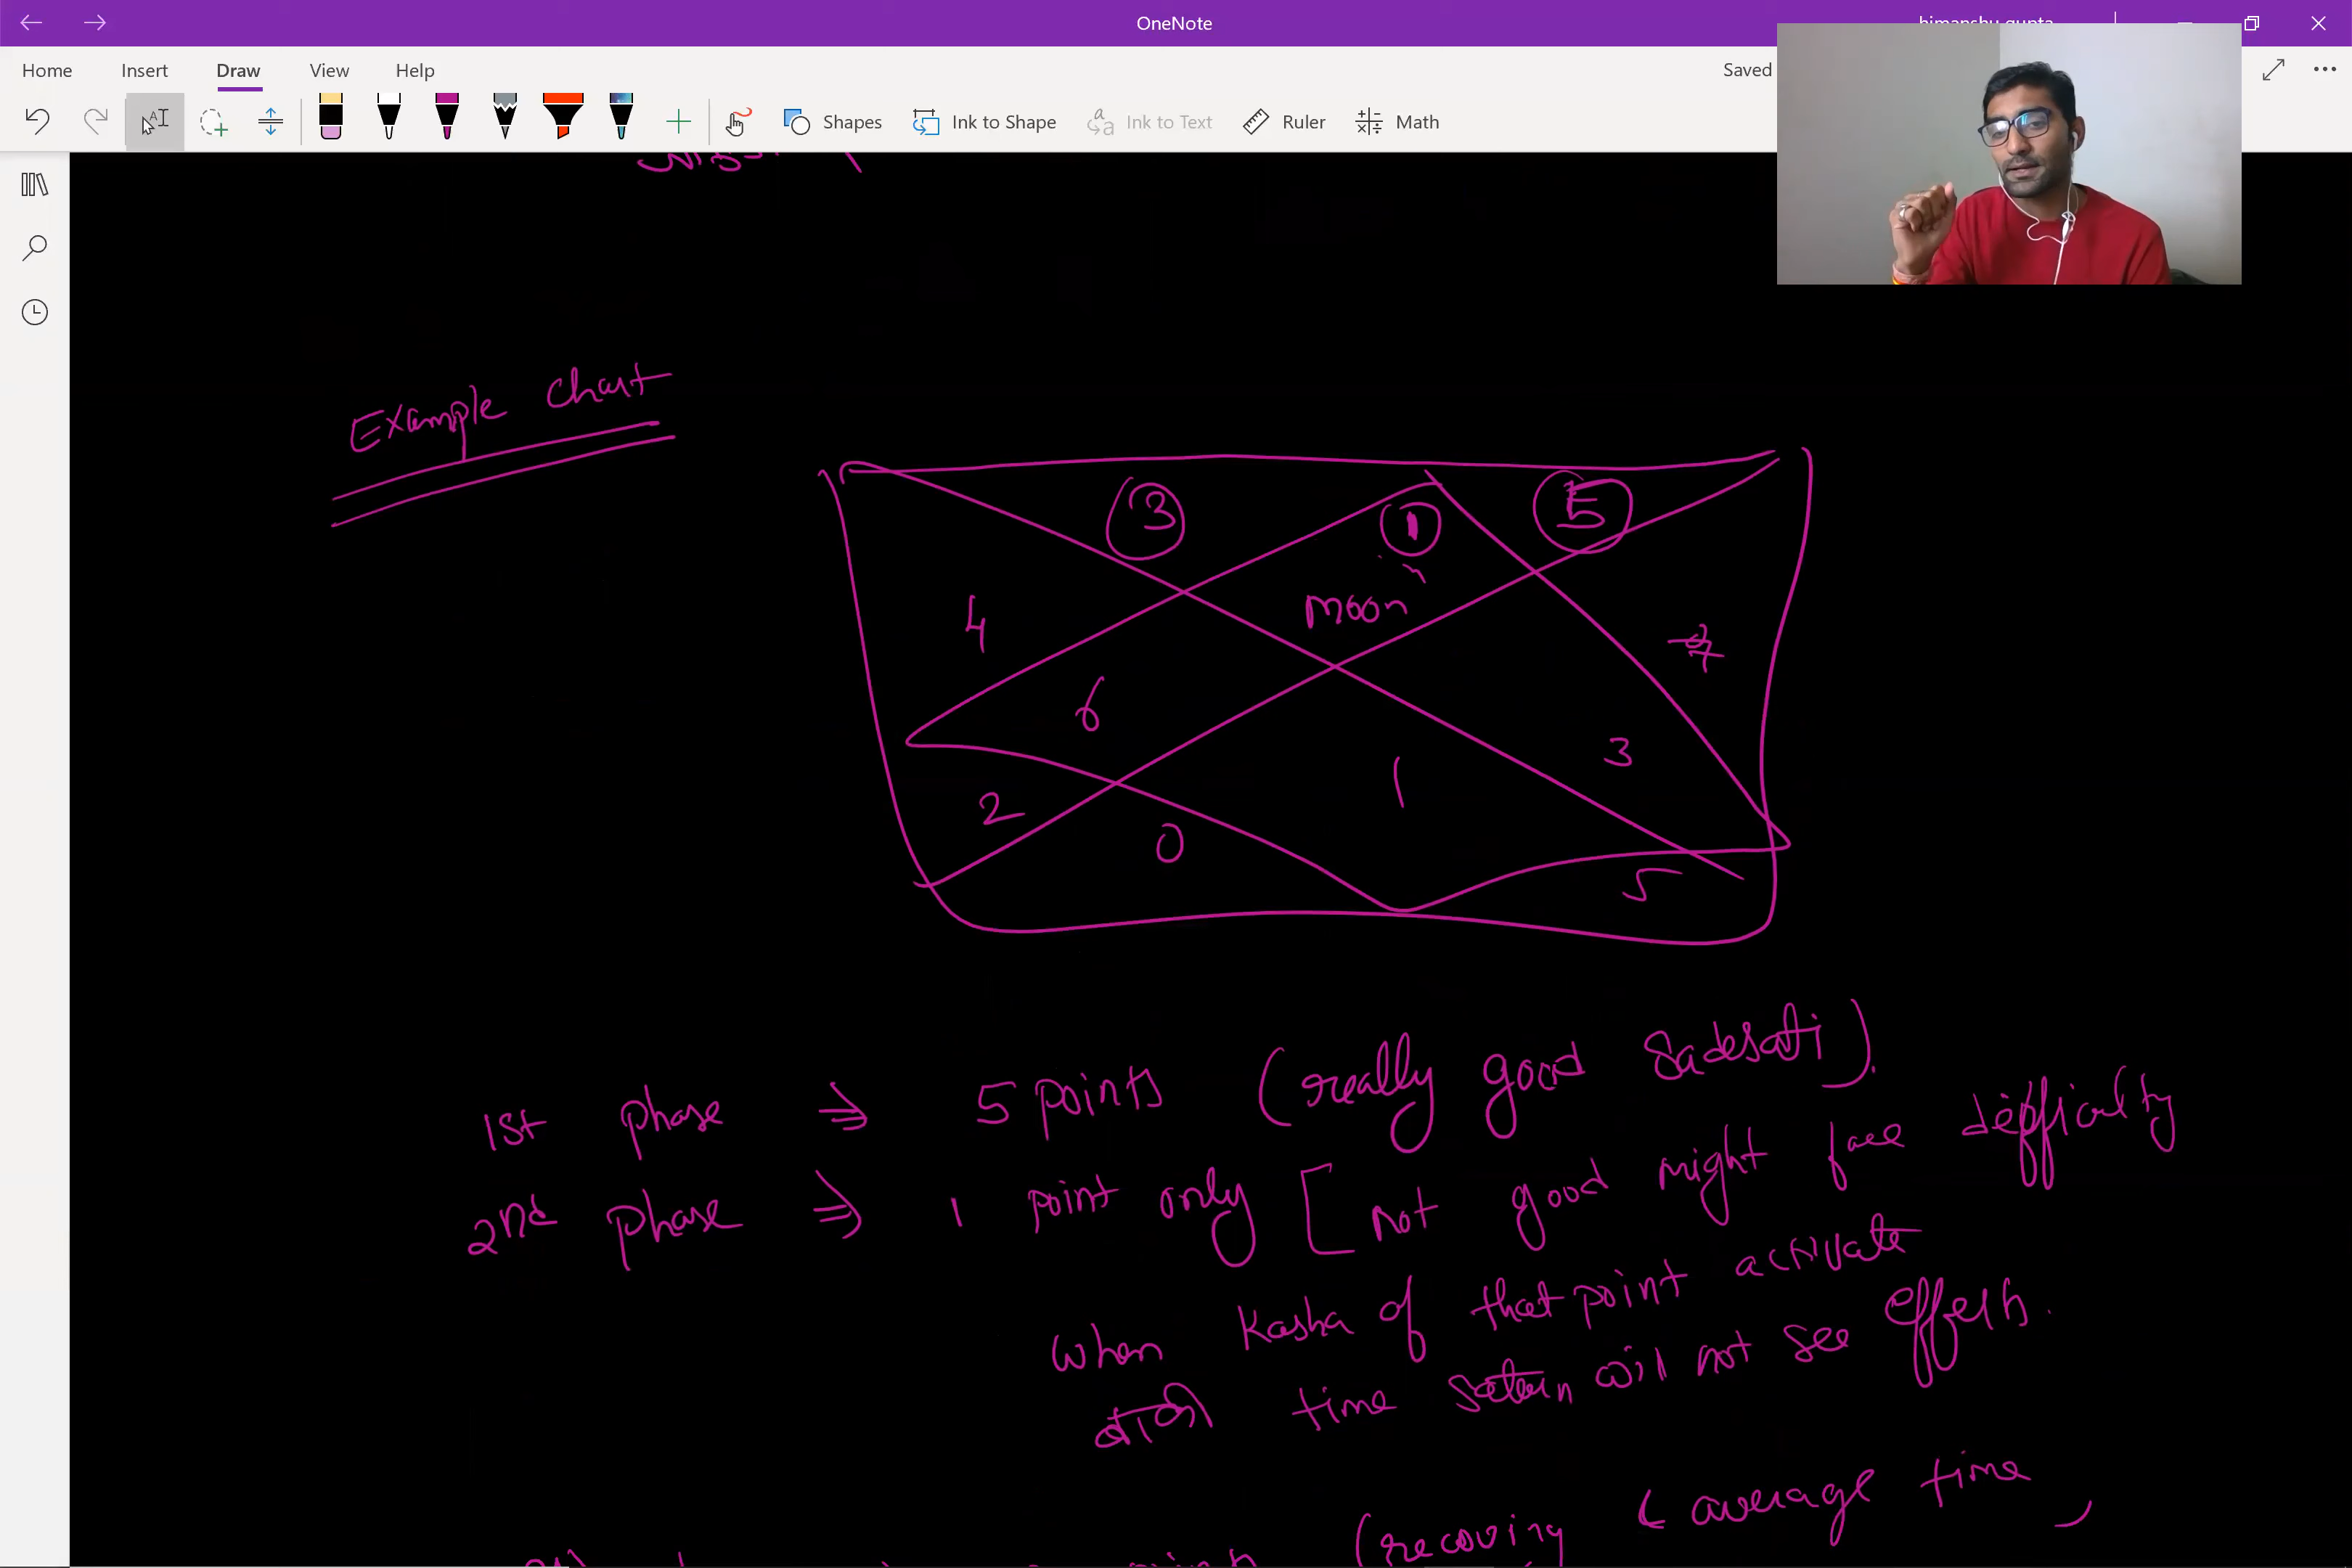 OneNote
himanshu gupta
Home Insert Draw View Help
Saved
Shapes Ink to Shape Ink to Text Ruler Math
Example Chart
3 1 5
4 Moon
6 3
2 0 1 5
1st phase ⇒ 5 points (really good Sadesati).
2nd phase ⇒ 1 point only [not good might face difficulty
when Kasha of that point activate
time Saturn will not see effects.
(average time